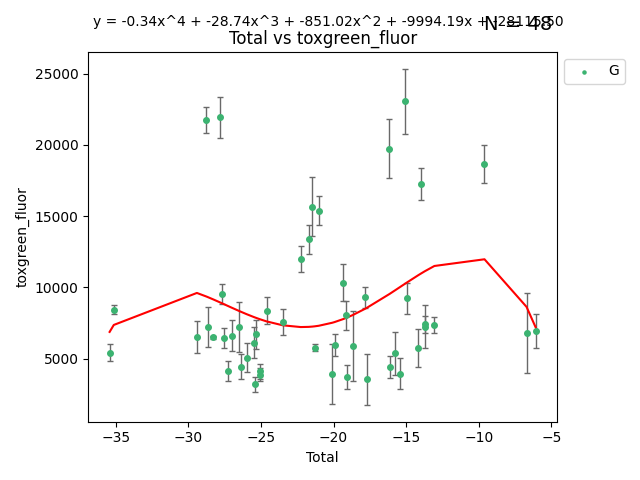 y = -0.34x^4 + -28.74x^3 + -851.02x^2 + -9994.19x +
N = 48
Total vs toxgreen_fluor
G
toxgreen_fluor
25000
20000
15000
10000
5000
−35
−30
−25
−20
−15
−10
−5
Total